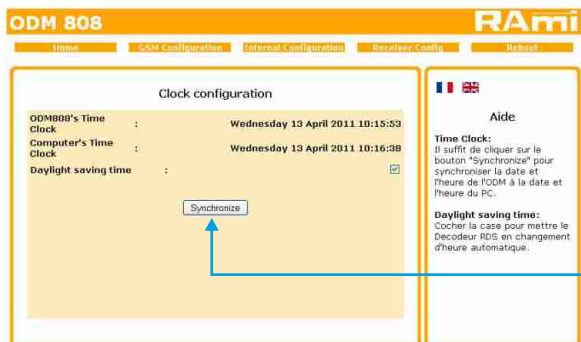 ODM 808
RAmi
Home GSM Configuration Internal Configuration Receiver Config Reboot
Clock configuration
ODM808's Time
Clock : Wednesday 13 April 2011 10:15:53
Computer's Time
Clock : Wednesday 13 April 2011 10:16:38
Daylight saving time :
Synchronize
Aide
Time Clock:
Il suffit de cliquer sur le
bouton "Synchronize" pour
synchroniser la date et
l'heure de l'ODM à la date et
l'heure du PC.
Daylight saving time:
Cocher la case pour mettre le
Decodeur RDS en changement
d'heure automatique.